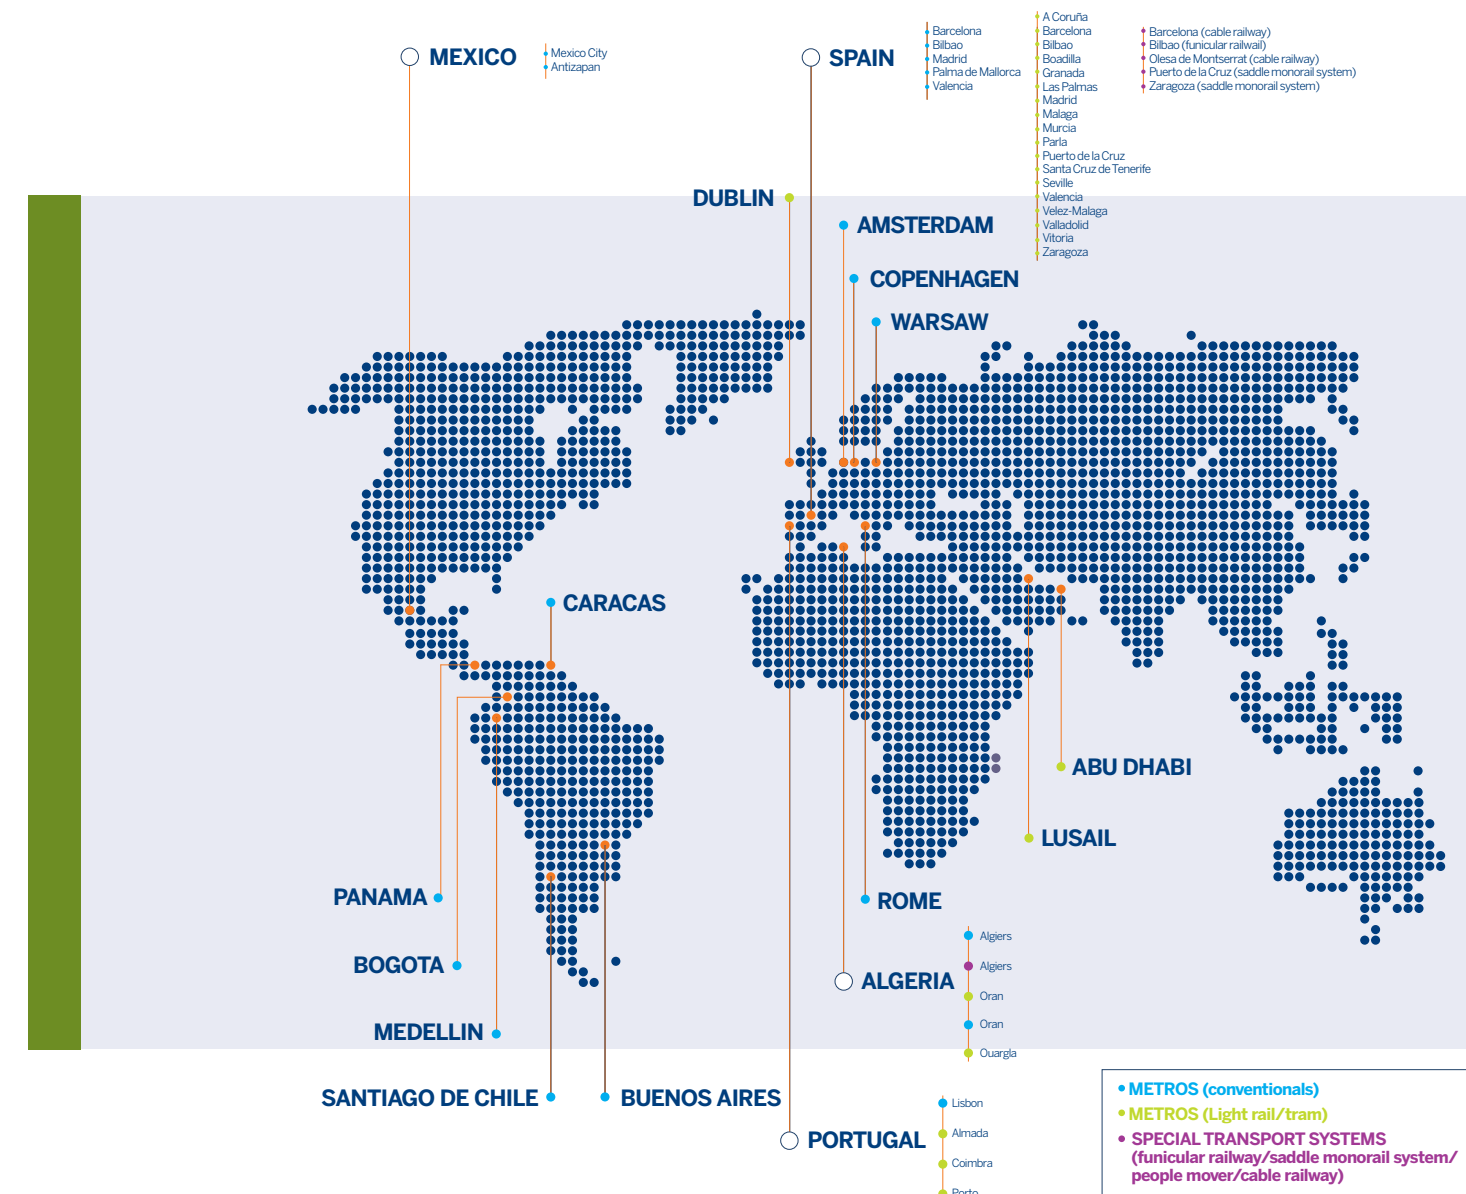 MEXICO
Mexico City
Antizapan
SPAIN
Barcelona
Bilbao
Madrid
Palma de Mallorca
Valencia
A Coruña
Barcelona
Bilbao
Boadilla
Granada
Las Palmas
Madrid
Malaga
Murcia
Parla
Puerto de la Cruz
Santa Cruz de Tenerife
Seville
Valencia
Velez-Malaga
Valladolid
Vitoria
Zaragoza
Barcelona (cable railway)
Bilbao (funicular railwail)
Olesa de Montserrat (cable railway)
Puerto de la Cruz (saddle monorail system)
Zaragoza (saddle monorail system)
DUBLIN
AMSTERDAM
COPENHAGEN
WARSAW
CARACAS
ABU DHABI
LUSAIL
PANAMA
ROME
BOGOTA
ALGERIA
Algiers
Algiers
Oran
Oran
Ouargla
MEDELLIN
SANTIAGO DE CHILE
BUENOS AIRES
PORTUGAL
Lisbon
Almada
Coimbra
Porto
METROS (conventionals)
METROS (Light rail/tram)
SPECIAL TRANSPORT SYSTEMS
(funicular railway/saddle monorail system/
people mover/cable railway)